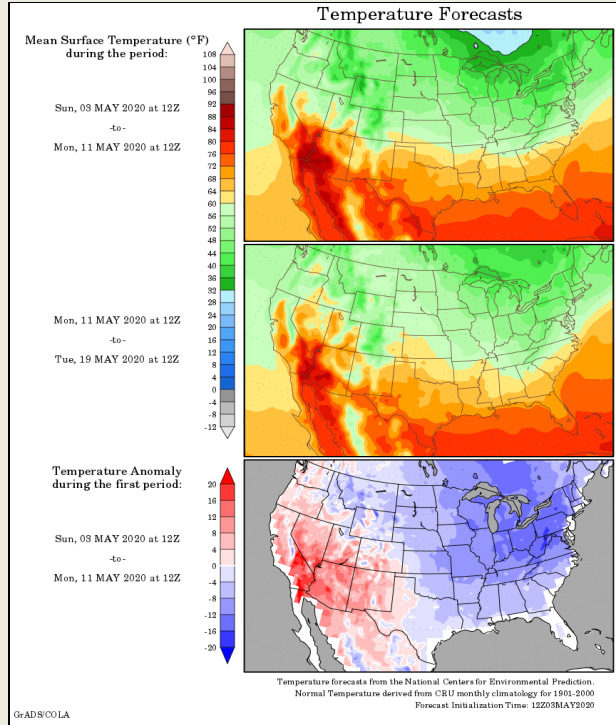 Temperature Forecasts
Mean Surface Temperature (°F)
during the period:
Sun, 03 MAY 2020 at 12Z
-to-
Mon, 11 MAY 2020 at 12Z
108
104
100
96
92
88
84
80
76
72
68
64
60
56
52
48
44
40
36
32
28
24
20
16
12
8
4
0
-4
-8
-12
Mon, 11 MAY 2020 at 12Z
-to-
Tue, 19 MAY 2020 at 12Z
Temperature Anomaly
during the first period:
Sun, 03 MAY 2020 at 12Z
-to-
Mon, 11 MAY 2020 at 12Z
20
16
12
8
4
0
-4
-8
-12
-16
-20
Temperature forecasts from the National Centers for Environmental Prediction.
Normal Temperature derived from CRU monthly climatology for 1901-2000
Forecast Initialization Time: 12Z03MAY2020
GrADS/COLA